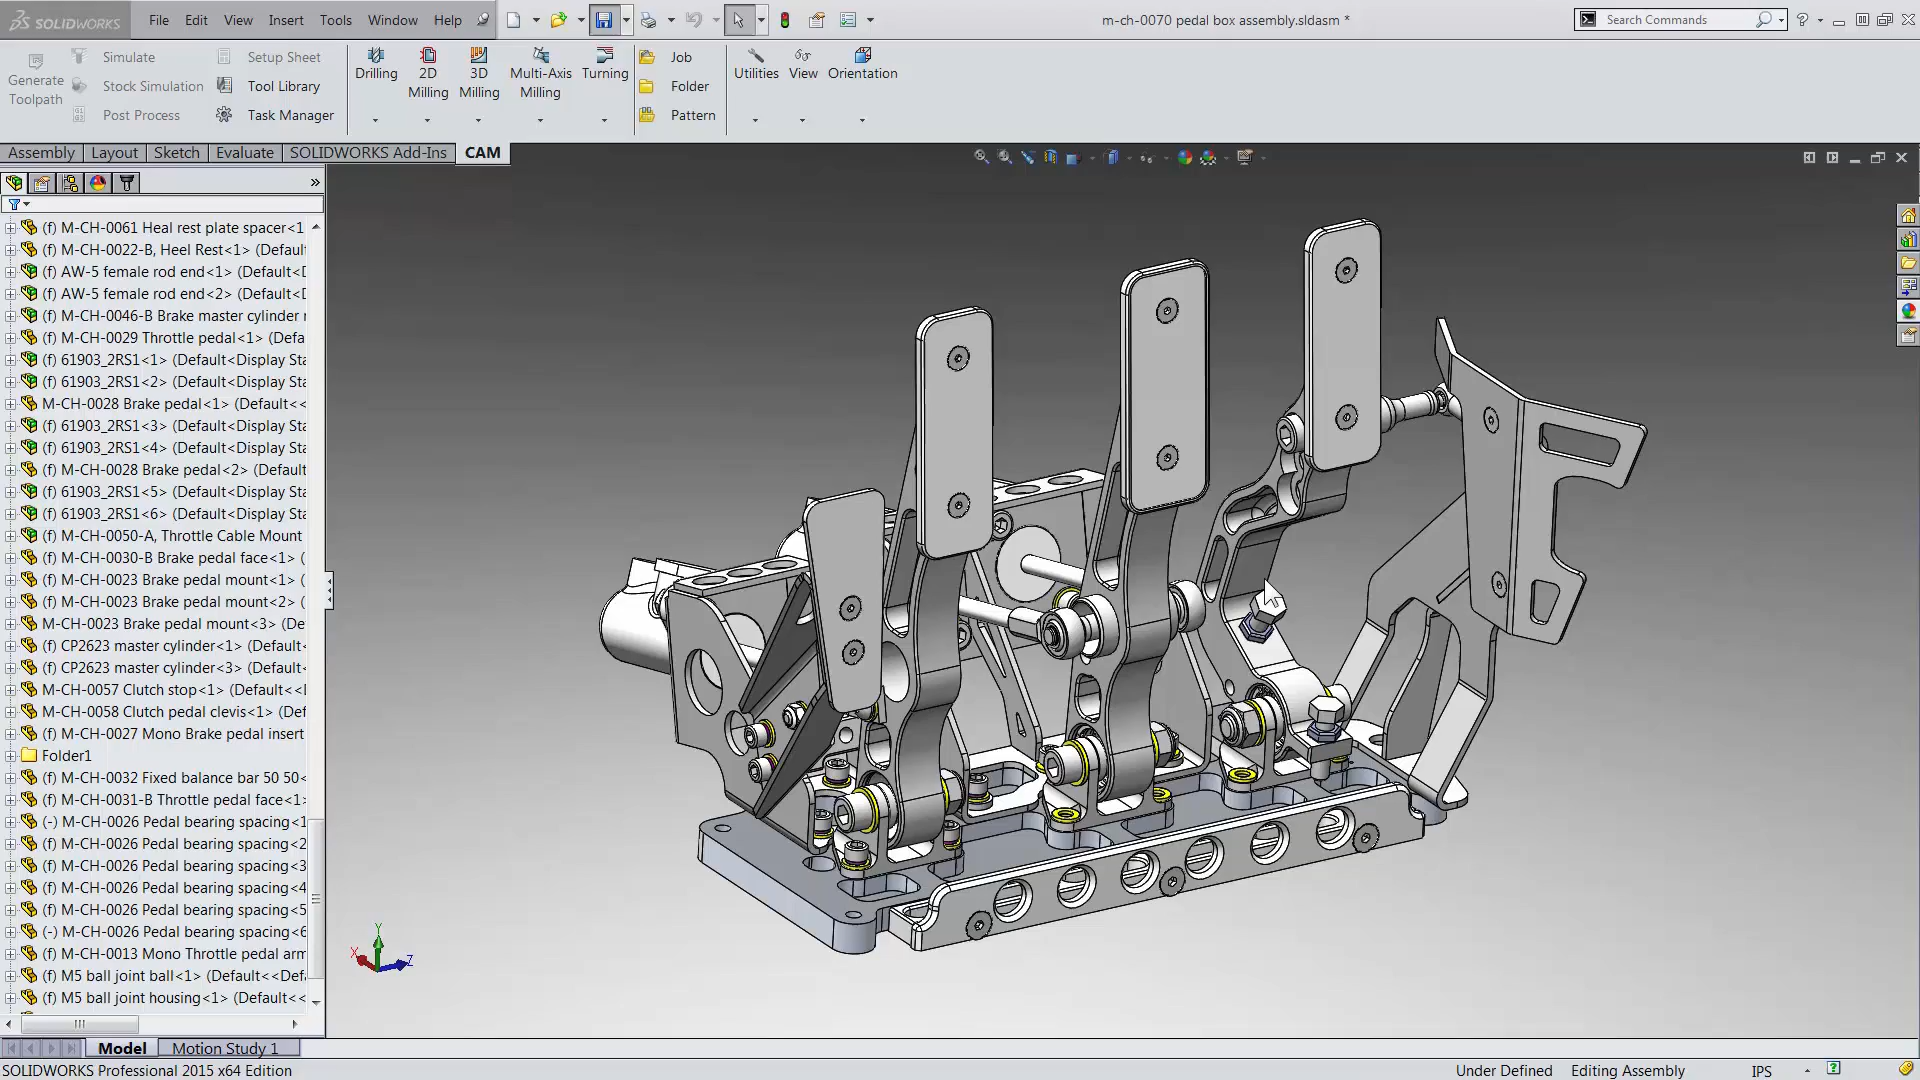 SOLIDWORKS
File Edit View Insert Tools Window Help
m-ch-0070 pedal box assembly.sldasm *
Search Commands
Generate Toolpath
Simulate
Stock Simulation
Post Process
Setup Sheet
Tool Library
Task Manager
Drilling
2D Milling
3D Milling
Multi-Axis Milling
Turning
Job
Folder
Pattern
Utilities
View
Orientation
Assembly Layout Sketch Evaluate SOLIDWORKS Add-Ins CAM
(f) M-CH-0061 Heal rest plate spacer<1
(f) M-CH-0022-B, Heel Rest<1> (Defaul
(f) AW-5 female rod end<1> (Default<D
(f) AW-5 female rod end<2> (Default<D
(f) M-CH-0046-B Brake master cylinder r
(f) M-CH-0029 Throttle pedal<1> (Defa
(f) 61903_2RS1<1> (Default<Display Sta
(f) 61903_2RS1<2> (Default<Display Sta
M-CH-0028 Brake pedal<1> (Default<<
(f) 61903_2RS1<3> (Default<Display Sta
(f) 61903_2RS1<4> (Default<Display Sta
(f) M-CH-0028 Brake pedal<2> (Default
(f) 61903_2RS1<5> (Default<Display Sta
(f) 61903_2RS1<6> (Default<Display Sta
(f) M-CH-0050-A, Throttle Cable Mount
(f) M-CH-0030-B Brake pedal face<1> (
(f) M-CH-0023 Brake pedal mount<1> (
(f) M-CH-0023 Brake pedal mount<2> (
M-CH-0023 Brake pedal mount<3> (De
(f) CP2623 master cylinder<1> (Default<
(f) CP2623 master cylinder<3> (Default<
M-CH-0057 Clutch stop<1> (Default<<D
M-CH-0058 Clutch pedal clevis<1> (Def
M-CH-0027 Mono Brake pedal insert
Folder1
(f) M-CH-0032 Fixed balance bar 50 50<
(f) M-CH-0031-B Throttle pedal face<1>
(-) M-CH-0026 Pedal bearing spacing<1
(f) M-CH-0026 Pedal bearing spacing<2
(f) M-CH-0026 Pedal bearing spacing<3
(f) M-CH-0026 Pedal bearing spacing<4
(f) M-CH-0026 Pedal bearing spacing<5
(-) M-CH-0026 Pedal bearing spacing<6
(f) M-CH-0013 Mono Throttle pedal arm
(f) M5 ball joint ball<1> (Default<<Def
(f) M5 ball joint housing<1> (Default<<
Y
X
Z
Model Motion Study 1
SOLIDWORKS Professional 2015 x64 Edition
Under Defined Editing Assembly IPS